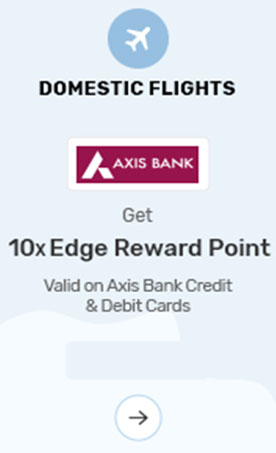 DOMESTIC FLIGHTS
AXIS BANK
Get
10x Edge Reward Point
Valid on Axis Bank Credit
& Debit Cards